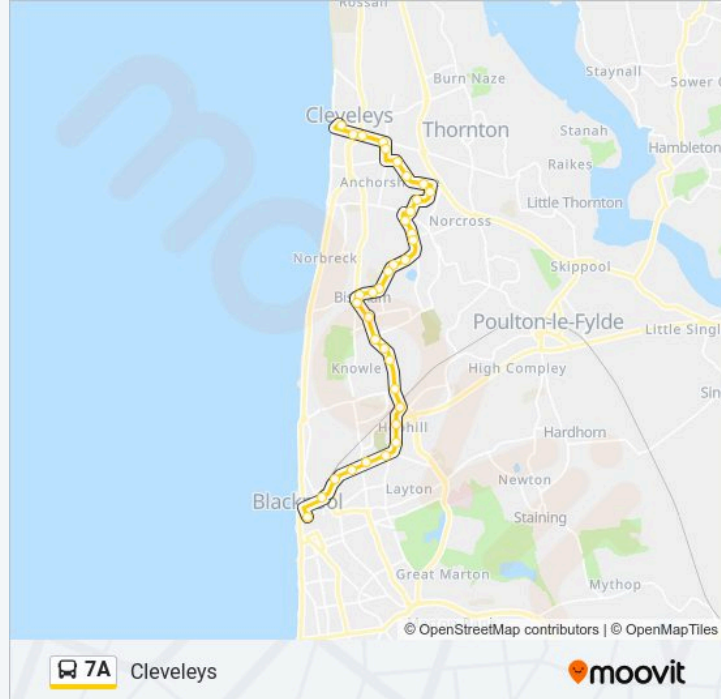 Rossall
Burn Naze
Staynall
Sower
Cleveleys
Thornton
Stanah
Hambleton
Raikes
Anchorsh
Little Thornton
Norcross
Norbreck
Skippool
Poulton-le-Fylde
Little Singl
Knowle
High Compley
Sin
Hardhorn
Newton
Layton
Blackpool
Staining
Great Marton
Mythop
© OpenStreetMap contributors | © OpenMapTiles
7A Cleveleys
moovit